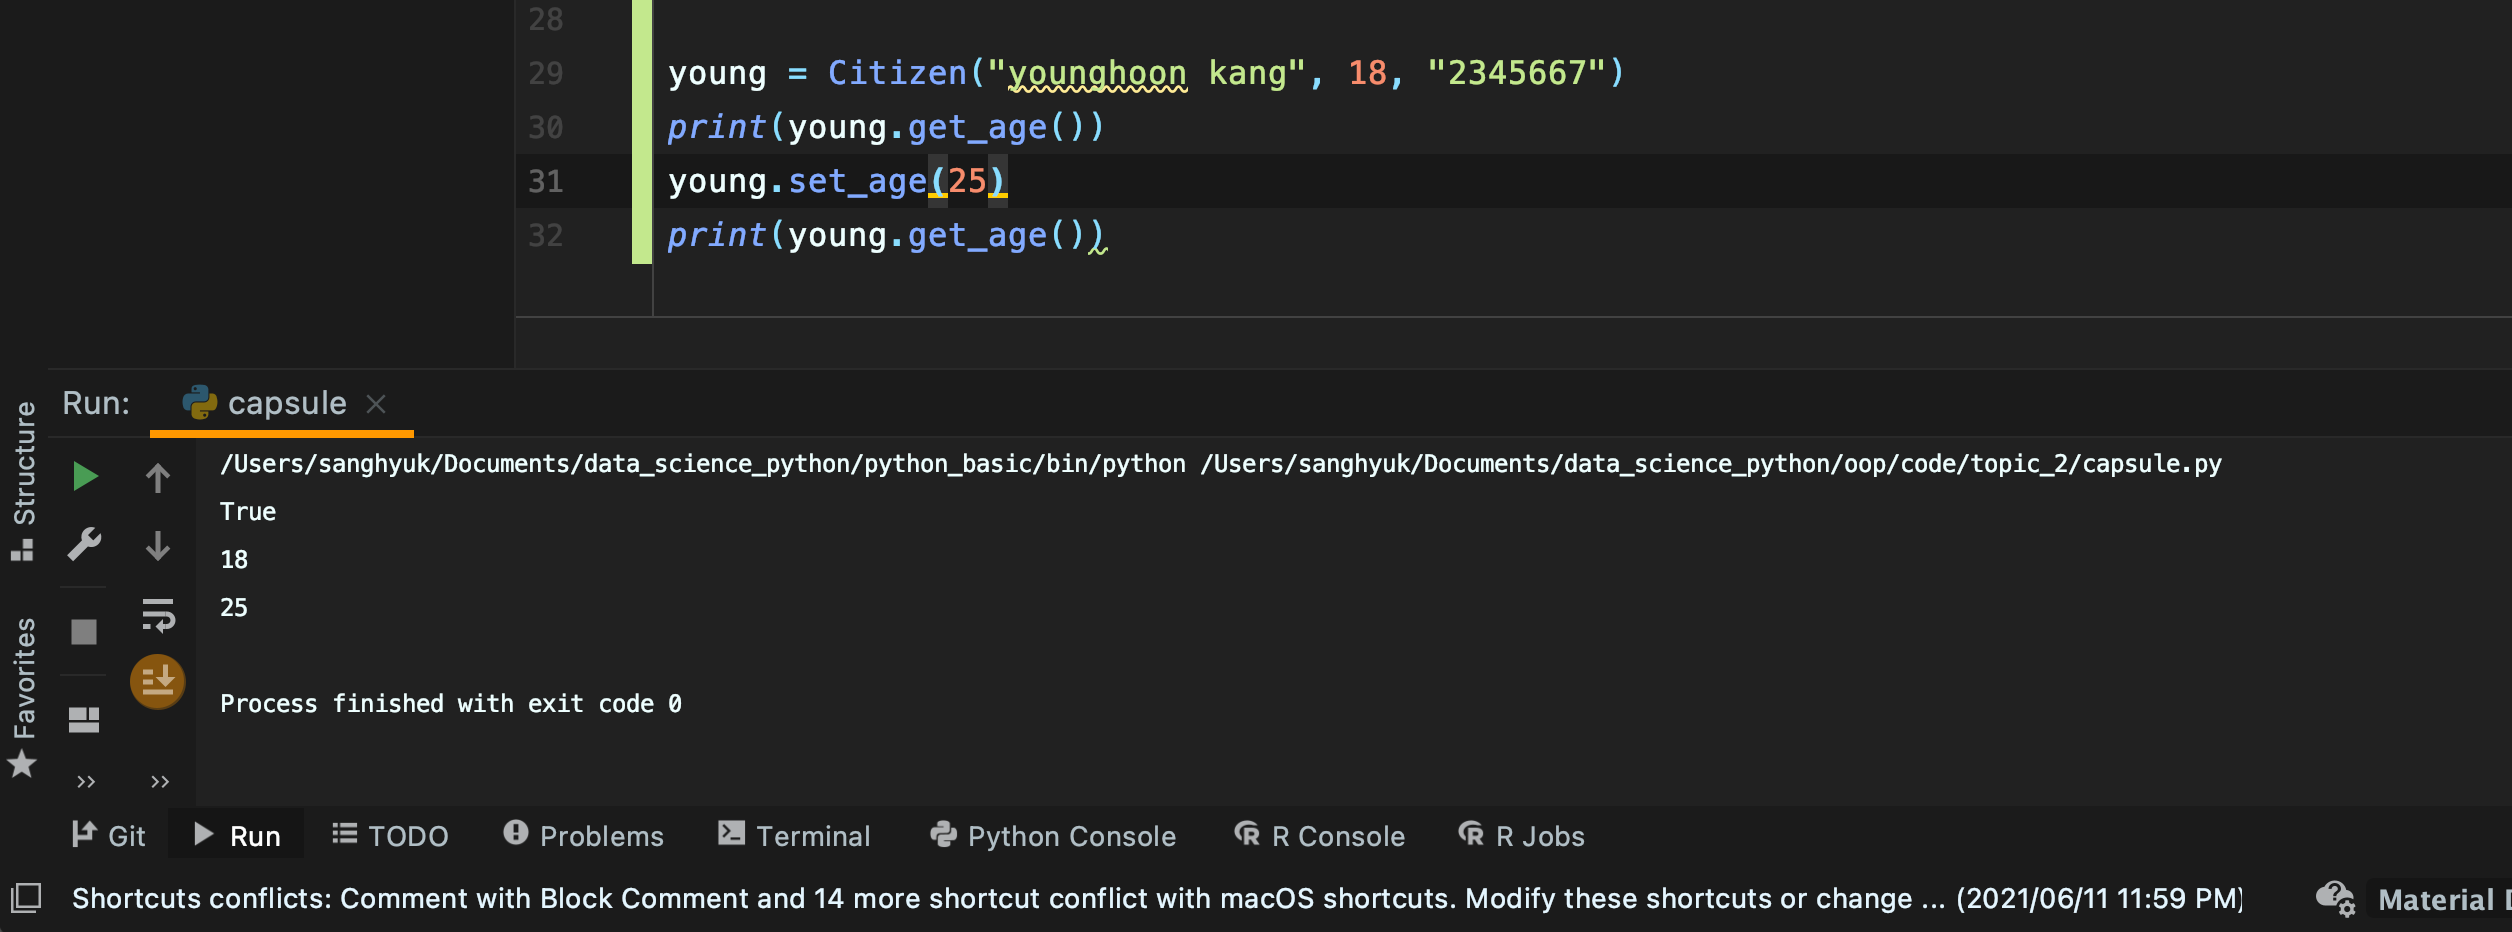 28
29 young = Citizen("younghoon kang", 18, "2345667")
30 print(young.get_age())
31 young.set_age(25)
32 print(young.get_age())
Structure
Favorites
Run: capsule
/Users/sanghyuk/Documents/data_science_python/python_basic/bin/python /Users/sanghyuk/Documents/data_science_python/oop/code/topic_2/capsule.py
True
18
25
Process finished with exit code 0
Git Run TODO Problems Terminal Python Console R Console R Jobs
Shortcuts conflicts: Comment with Block Comment and 14 more shortcut conflict with macOS shortcuts. Modify these shortcuts or change ... (2021/06/11 11:59 PM) Material